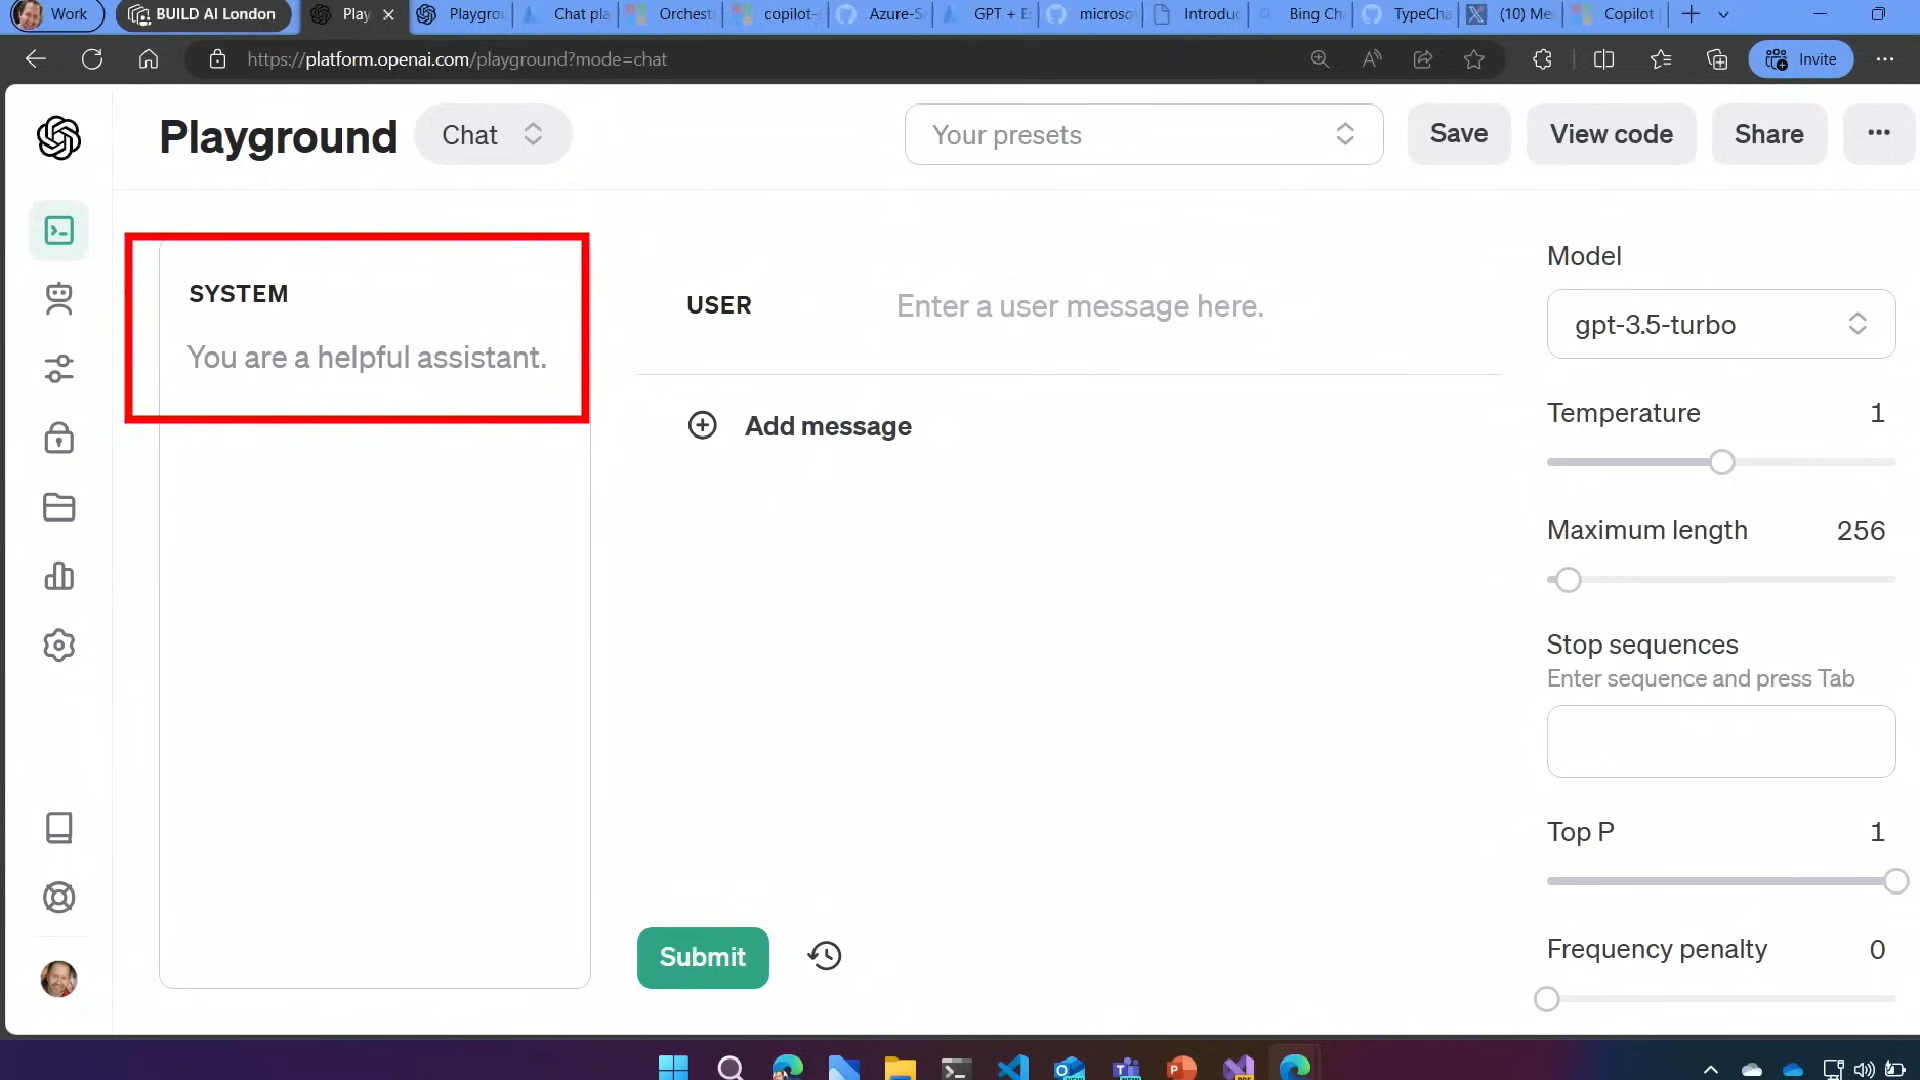 Work
BUILD AI London
Play
Playgrou
Chat pla
Orchest
copilot-
Azure-S
GPT + E
microso
Introduc
Bing Ch
TypeCha
(10) Me
Copilot
https://platform.openai.com/playground?mode=chat
Invite
Playground
Chat
Your presets
Save
View code
Share
SYSTEM
You are a helpful assistant.
USER
Enter a user message here.
Add message
Submit
Model
gpt-3.5-turbo
Temperature 1
Maximum length 256
Stop sequences
Enter sequence and press Tab
Top P 1
Frequency penalty 0